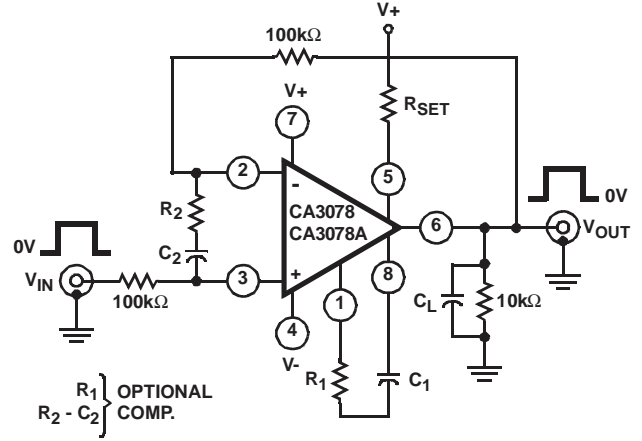 V+
100kΩ
RSET
V+
7
2
5
-
R2
CA3078
CA3078A
6
0V
VOUT
0V
C2
VIN
100kΩ
3
+
8
1
CL
10kΩ
4
V-
R1
C1
R1 OPTIONAL
R2 - C2 COMP.